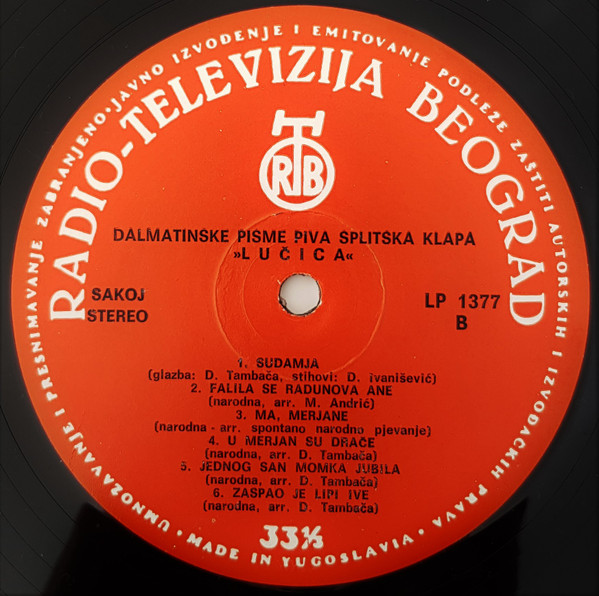 UMNOZAVANJE I PRESNIMAVANJE ZABRANJENO·JAVNO IZVOĐENJE I EMITOVANJE PODLEŽE ZAŠTITI AUTORSKIH I IZVOĐAČKIH PRAVA
RADIO-TELEVIZIJA BEOGRAD
RTB
DALMATINSKE PISME PIVA SPLITSKA KLAPA
»LUČICA«
SAKOJ
STEREO
LP 1377
B
1. SUDAMJA
(glazba: D. Tambača, stihovi: D. Ivanišević)
2. FALILA SE RADUNOVA ANE
(narodna, arr. M. Andrić)
3. MA, MERJANE
(narodna - arr. spontano narodno pjevanje)
4. U MERJAN SU DRAČE
(narodna, arr. D. Tambača)
5. JEDNOG SAN MOMKA JUBILA
(narodna, arr. D. Tambača)
6. ZASPAO JE LIPI IVE
(narodna, arr. D. Tambača)
33⅓
·MADE IN YUGOSLAVIA·